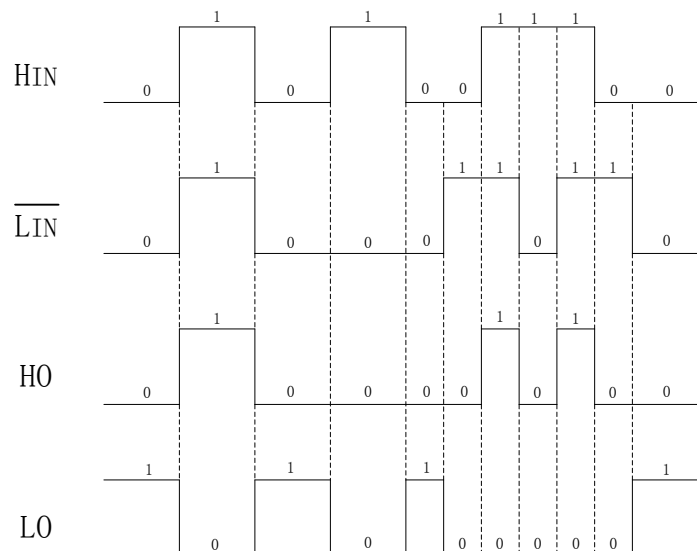 1 1 1 1 1
HIN
0 0 0 0 0 0
1 1 1 1 1
L̅I̅N̅
0 0 0 0 0 0
1 1 1
HO
0 0 0 0 0 0 0 0
1 1 1 1
LO
0 0 0 0 0 0 0